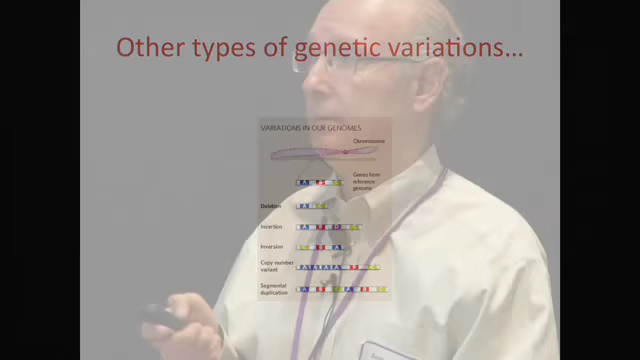 Other types of genetic variations...
VARIATIONS IN OUR GENOMES
Chromosome
Genes from
reference
genome
A B C
Deletion A C
Insertion A B D C
Inversion C B A
Copy-number
variant A A A A B C
Segmental
duplication A B C A B C